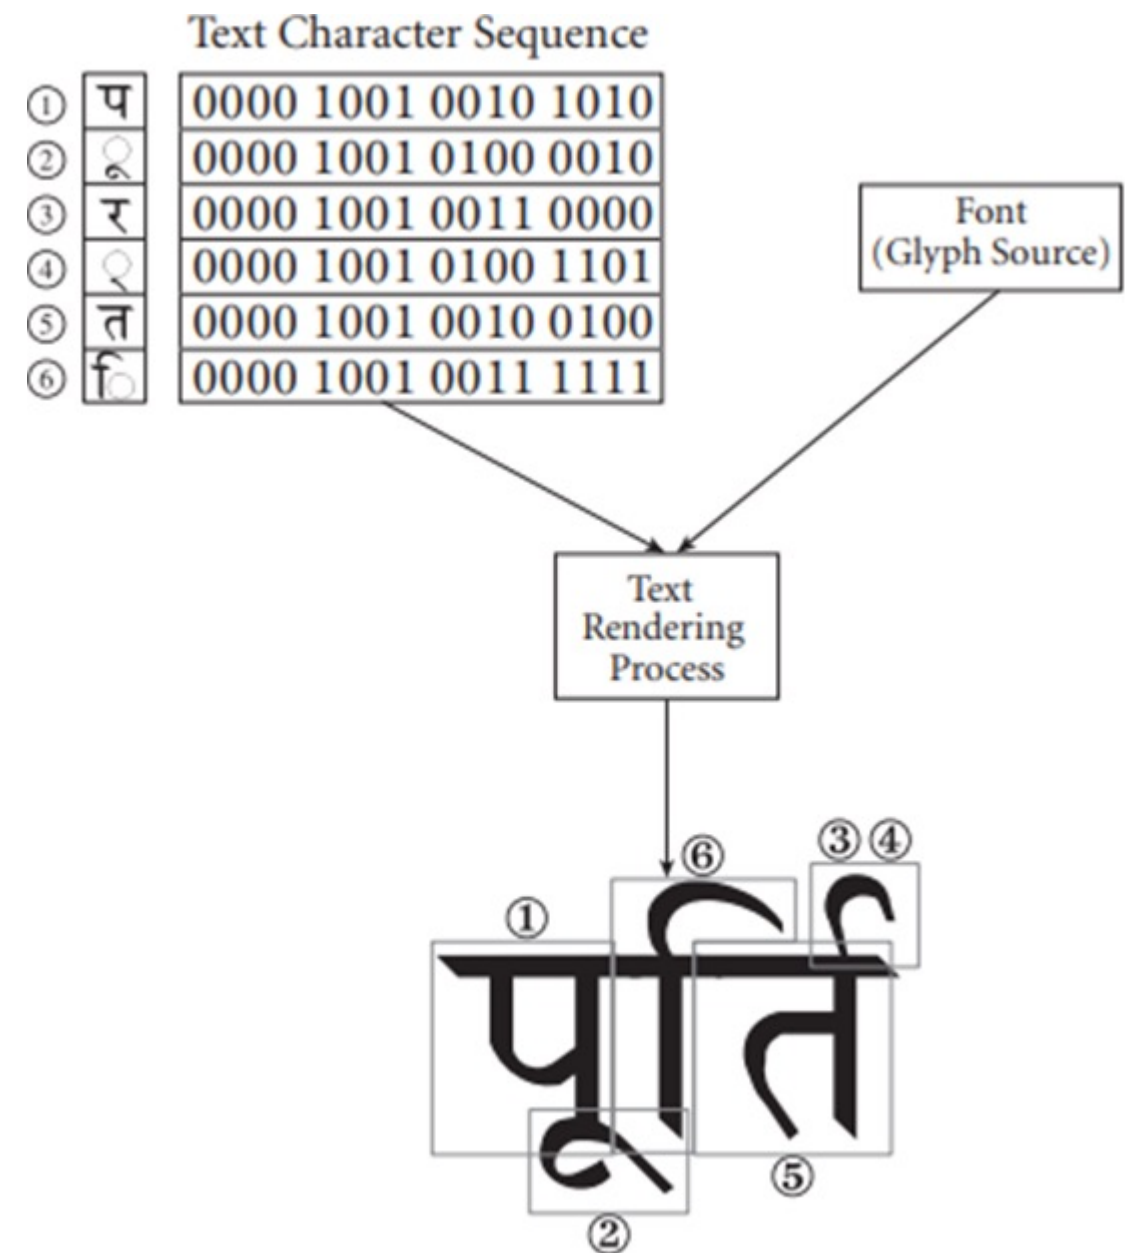 Text Character Sequence
① प 0000 1001 0010 1010
② ू 0000 1001 0100 0010
③ र 0000 1001 0011 0000
④ ् 0000 1001 0100 1101
⑤ त 0000 1001 0010 0100
⑥ ि 0000 1001 0011 1111
Font
(Glyph Source)
Text
Rendering
Process
③ ④
⑥
①
पूर्ति
⑤
②